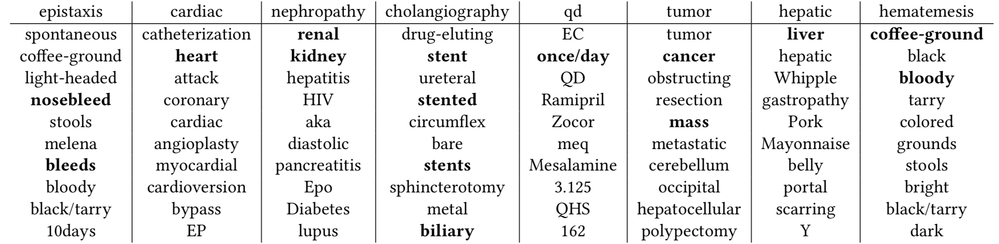 epistaxis cardiac nephropathy cholangiography qd tumor hepatic hematemesis
spontaneous catheterization renal drug-eluting EC tumor liver coffee-ground
coffee-ground heart kidney stent once/day cancer hepatic black
light-headed attack hepatitis ureteral QD obstructing Whipple bloody
nosebleed coronary HIV stented Ramipril resection gastropathy tarry
stools cardiac aka circumflex Zocor mass Pork colored
melena angioplasty diastolic bare meq metastatic Mayonnaise grounds
bleeds myocardial pancreatitis stents Mesalamine cerebellum belly stools
bloody cardioversion Epo sphincterotomy 3.125 occipital portal bright
black/tarry bypass Diabetes metal QHS hepatocellular scarring black/tarry
10days EP lupus biliary 162 polypectomy Y dark